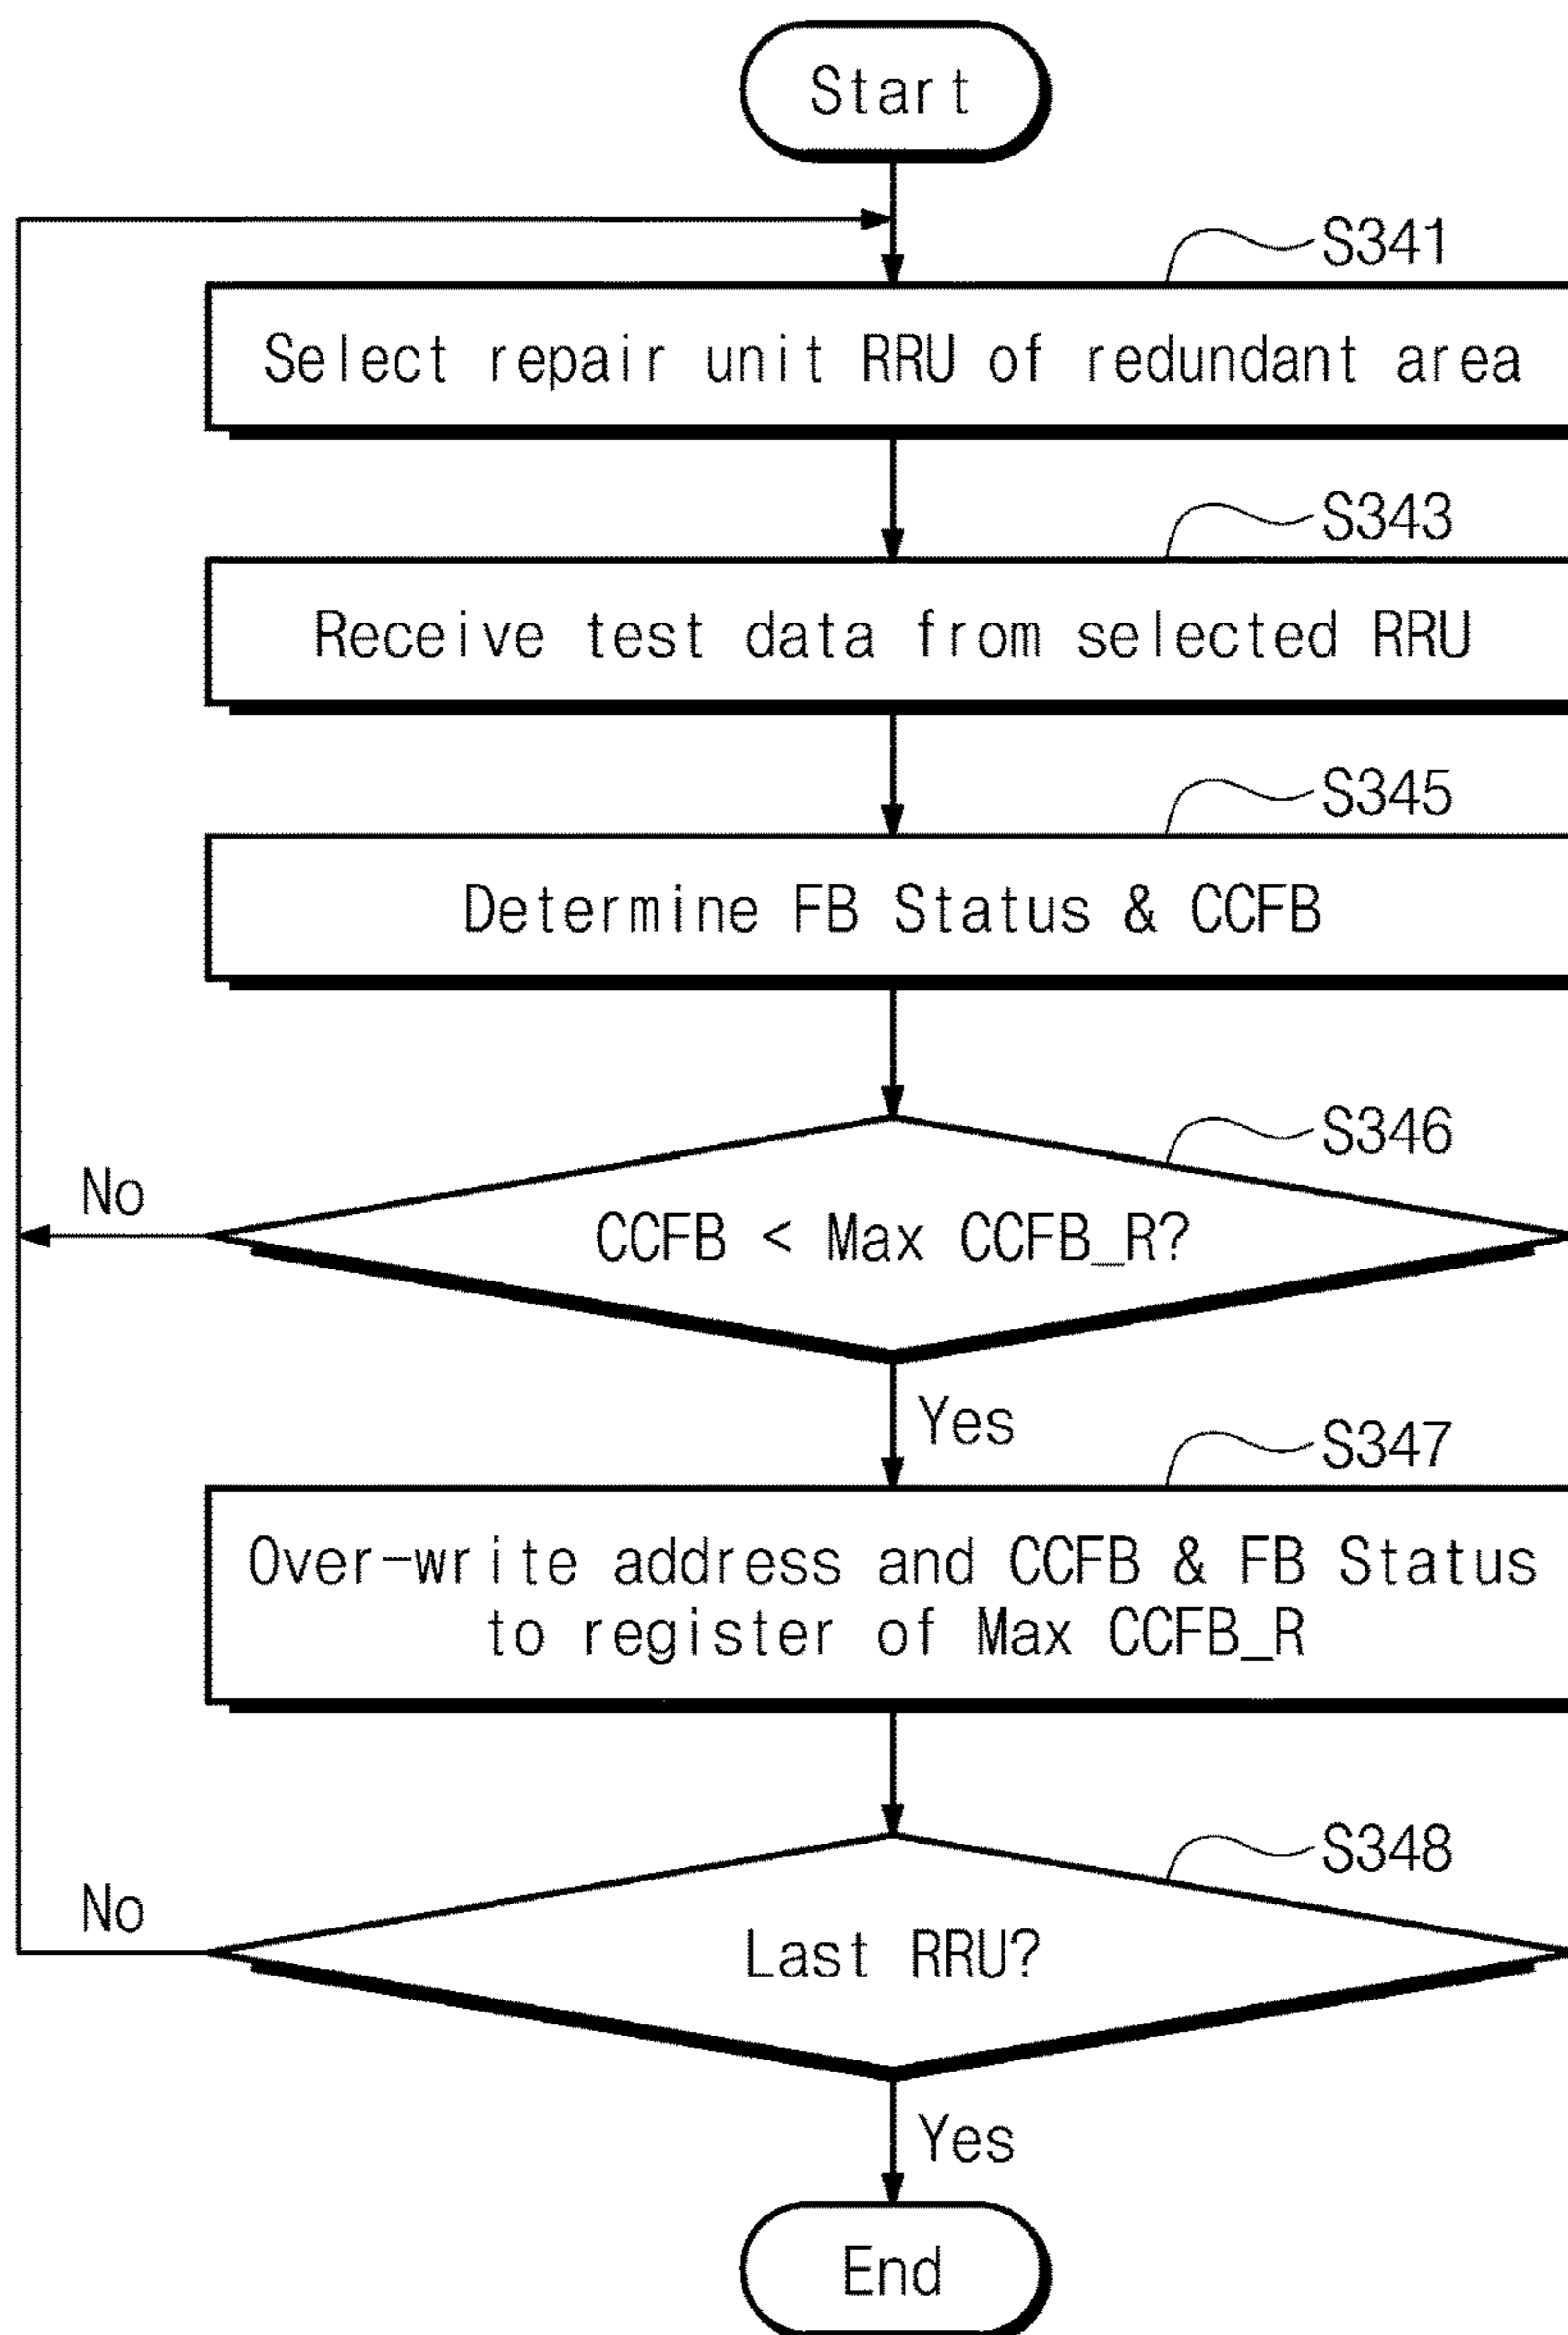 Start
S341
Select repair unit RRU of redundant area
S343
Receive test data from selected RRU
S345
Determine FB Status & CCFB
S346
No
CCFB < Max CCFB_R?
Yes
S347
Over-write address and CCFB & FB Status
to register of Max CCFB_R
S348
No
Last RRU?
Yes
End